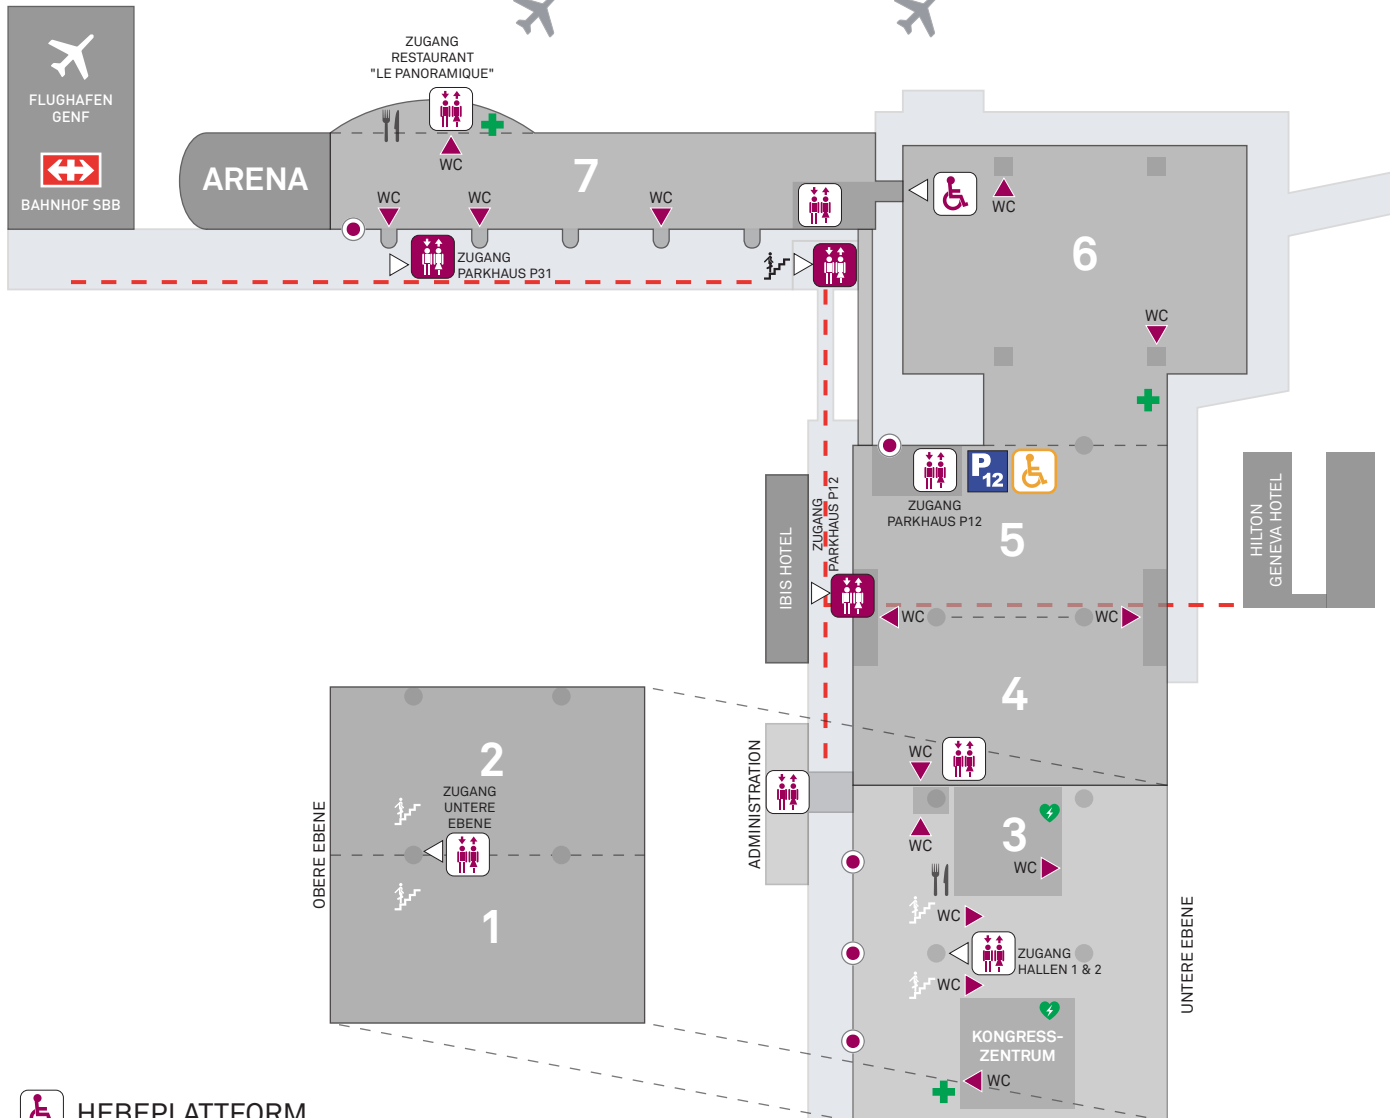 FLUGHAFEN
GENF
BAHNHOF SBB
ZUGANG
RESTAURANT
"LE PANORAMIQUE"
WC
ARENA
7
WC
WC
WC
ZUGANG
PARKHAUS P31
WC
6
WC
P12
ZUGANG
PARKHAUS P12
ZUGANG
PARKHAUS P12
5
IBIS HOTEL
HILTON
GENEVA HOTEL
WC
WC
4
WC
ADMINISTRATION
2
ZUGANG
UNTERE
EBENE
OBERE EBENE
1
3
WC
WC
WC
ZUGANG
HALLEN 1 & 2
WC
UNTERE EBENE
KONGRESS-
ZENTRUM
WC
HEBEPLATTFORM